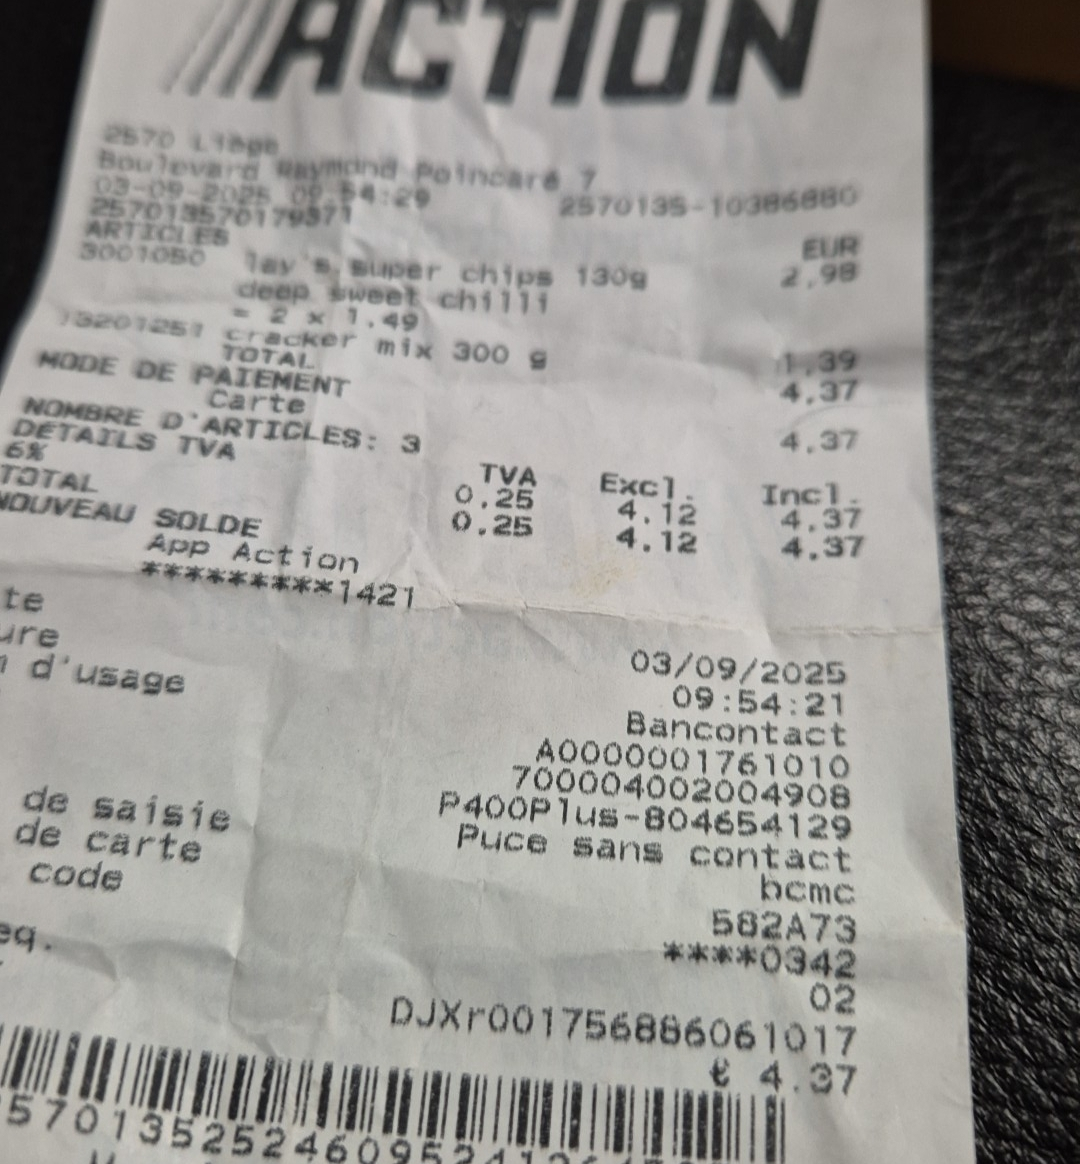 ACTION
2570 Liège
Boulevard Raymond Poincaré 7
03-09-2025 09:54:29 2570135-10386880
257013570179371
ARTICLES EUR
3001050 lay's super chips 130g 2,98
deep sweet chilli
= 2 x 1.49
cracker mix 300 g 1,39
TOTAL 4,37
MODE DE PAIEMENT
Carte 4,37
NOMBRE D'ARTICLES: 3
DETAILS TVA TVA Excl. Incl.
6% 0.25 4.12 4.37
TOTAL 0.25 4.12 4.37
NOUVEAU SOLDE
App Action
*********1421
te 03/09/2025
ure 09:54:21
d'usage Bancontact
A0000001761010
700004002004908
P400Plus-804654129
de saisie Puce sans contact
de carte bcmc
code 582A73
****0342
eq. 02
DJXr001756886061017
€ 4.37